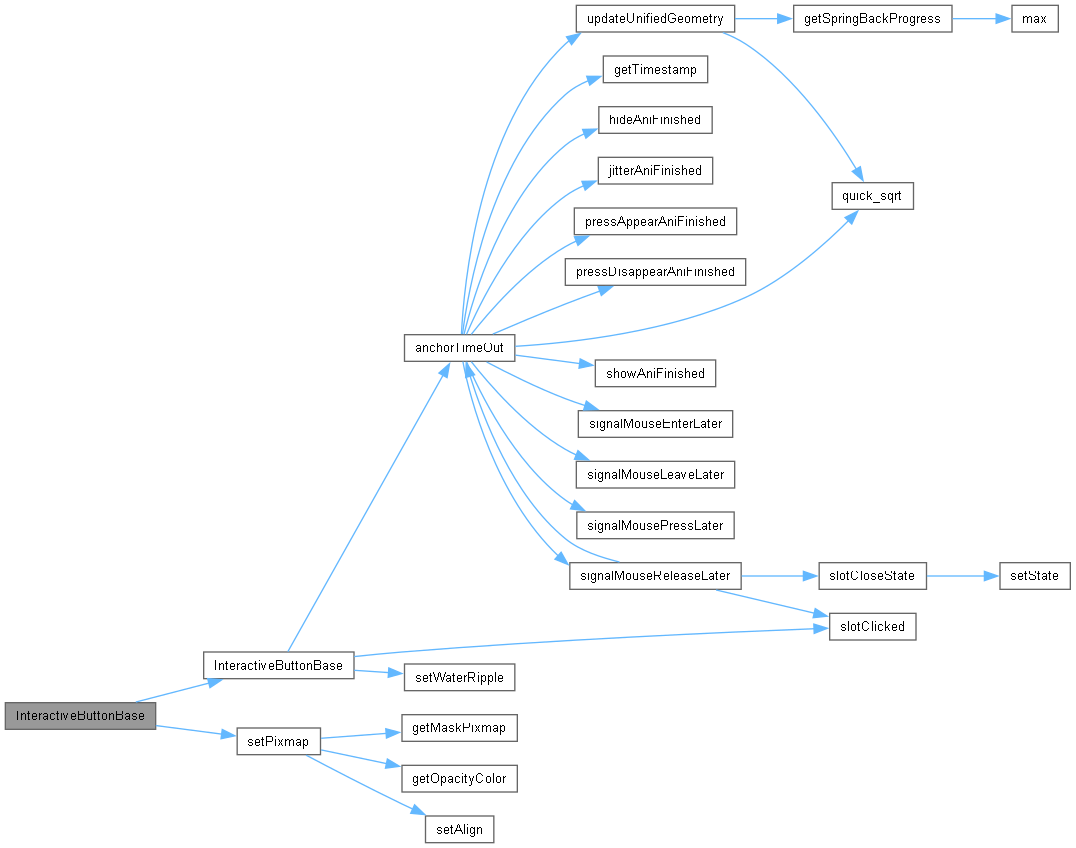 updateUnifiedGeometry
getSpringBackProgress
max
getTimestamp
hideAniFinished
jitterAniFinished
quick_sqrt
pressAppearAniFinished
pressDisappearAniFinished
anchorTimeOut
showAniFinished
signalMouseEnterLater
signalMouseLeaveLater
signalMousePressLater
signalMouseReleaseLater
slotCloseState
setState
slotClicked
InteractiveButtonBase
setWaterRipple
InteractiveButtonBase
getMaskPixmap
setPixmap
getOpacityColor
setAlign